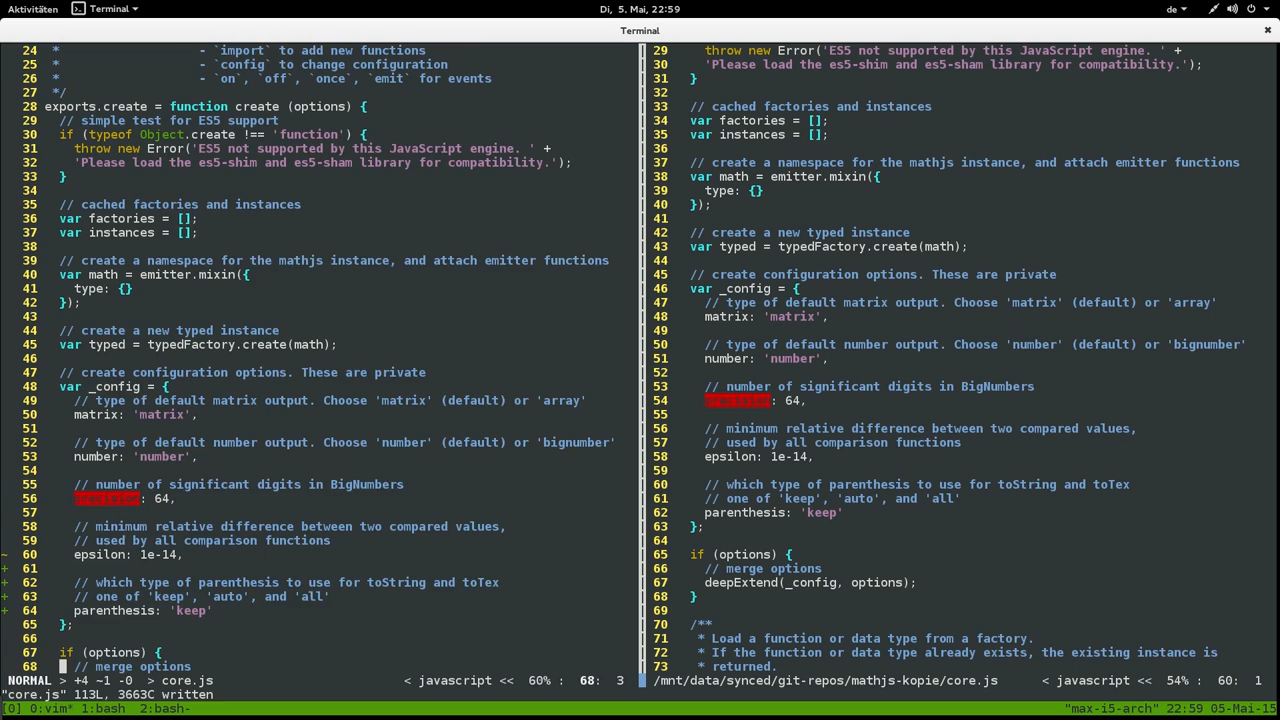 Aktivitäten Terminal Di, 5. Mai, 22:59 de
Terminal
24 * - `import` to add new functions
25 * - `config` to change configuration
26 * - `on`, `off`, `once`, `emit` for events
27 */
28 exports.create = function create (options) {
29 // simple test for ES5 support
30 if (typeof Object.create !== 'function') {
31 throw new Error('ES5 not supported by this JavaScript engine. ' +
32 'Please load the es5-shim and es5-sham library for compatibility.');
33 }
34
35 // cached factories and instances
36 var factories = [];
37 var instances = [];
38
39 // create a namespace for the mathjs instance, and attach emitter functions
40 var math = emitter.mixin({
41 type: {}
42 });
43
44 // create a new typed instance
45 var typed = typedFactory.create(math);
46
47 // create configuration options. These are private
48 var _config = {
49 // type of default matrix output. Choose 'matrix' (default) or 'array'
50 matrix: 'matrix',
51
52 // type of default number output. Choose 'number' (default) or 'bignumber'
53 number: 'number',
54
55 // number of significant digits in BigNumbers
56 precision: 64,
57
58 // minimum relative difference between two compared values,
59 // used by all comparison functions
~ 60 epsilon: 1e-14,
+ 61
+ 62 // which type of parenthesis to use for toString and toTex
+ 63 // one of 'keep', 'auto', and 'all'
+ 64 parenthesis: 'keep'
65 };
66
67 if (options) {
68 // merge options
NORMAL > +4 ~1 -0 > core.js < javascript << 60% : 68: 3
29 throw new Error('ES5 not supported by this JavaScript engine. ' +
30 'Please load the es5-shim and es5-sham library for compatibility.');
31 }
32
33 // cached factories and instances
34 var factories = [];
35 var instances = [];
36
37 // create a namespace for the mathjs instance, and attach emitter functions
38 var math = emitter.mixin({
39 type: {}
40 });
41
42 // create a new typed instance
43 var typed = typedFactory.create(math);
44
45 // create configuration options. These are private
46 var _config = {
47 // type of default matrix output. Choose 'matrix' (default) or 'array'
48 matrix: 'matrix',
49
50 // type of default number output. Choose 'number' (default) or 'bignumber'
51 number: 'number',
52
53 // number of significant digits in BigNumbers
54 precision: 64,
55
56 // minimum relative difference between two compared values,
57 // used by all comparison functions
58 epsilon: 1e-14,
59
60 // which type of parenthesis to use for toString and toTex
61 // one of 'keep', 'auto', and 'all'
62 parenthesis: 'keep'
63 };
64
65 if (options) {
66 // merge options
67 deepExtend(_config, options);
68 }
69
70 /**
71 * Load a function or data type from a factory.
72 * If the function or data type already exists, the existing instance is
73 * returned.
/mnt/data/synced/git-repos/mathjs-kopie/core.js < javascript << 54% : 60: 1
"core.js" 113L, 3663C written
[0] 0:vim* 1:bash 2:bash- "max-i5-arch" 22:59 05-Mai-15